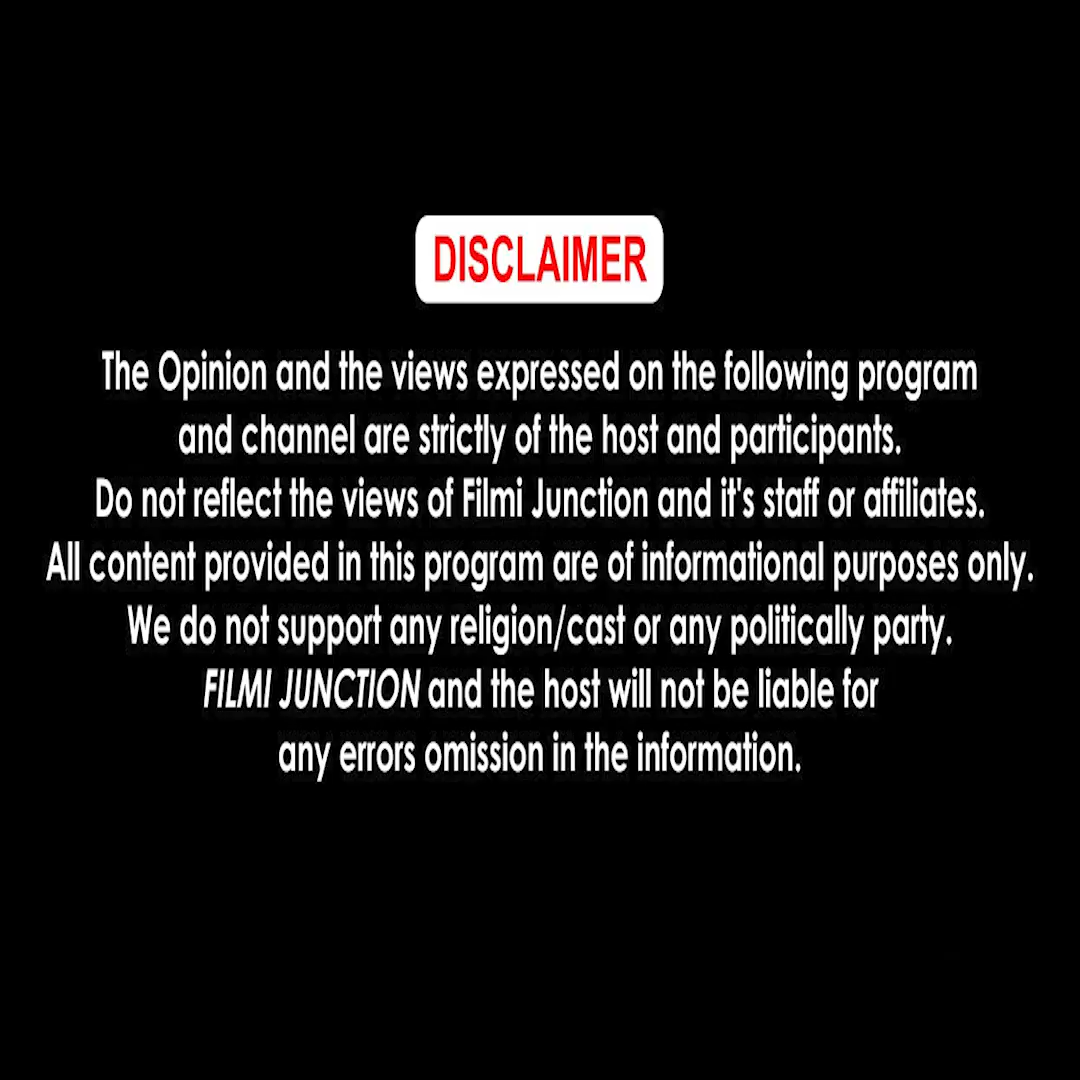 DISCLAIMER
The Opinion and the views expressed on the following program
and channel are strictly of the host and participants.
Do not reflect the views of Filmi Junction and it's staff or affiliates.
All content provided in this program are of informational purposes only.
We do not support any religion/cast or any politically party.
FILMI JUNCTION and the host will not be liable for
any errors omission in the information.